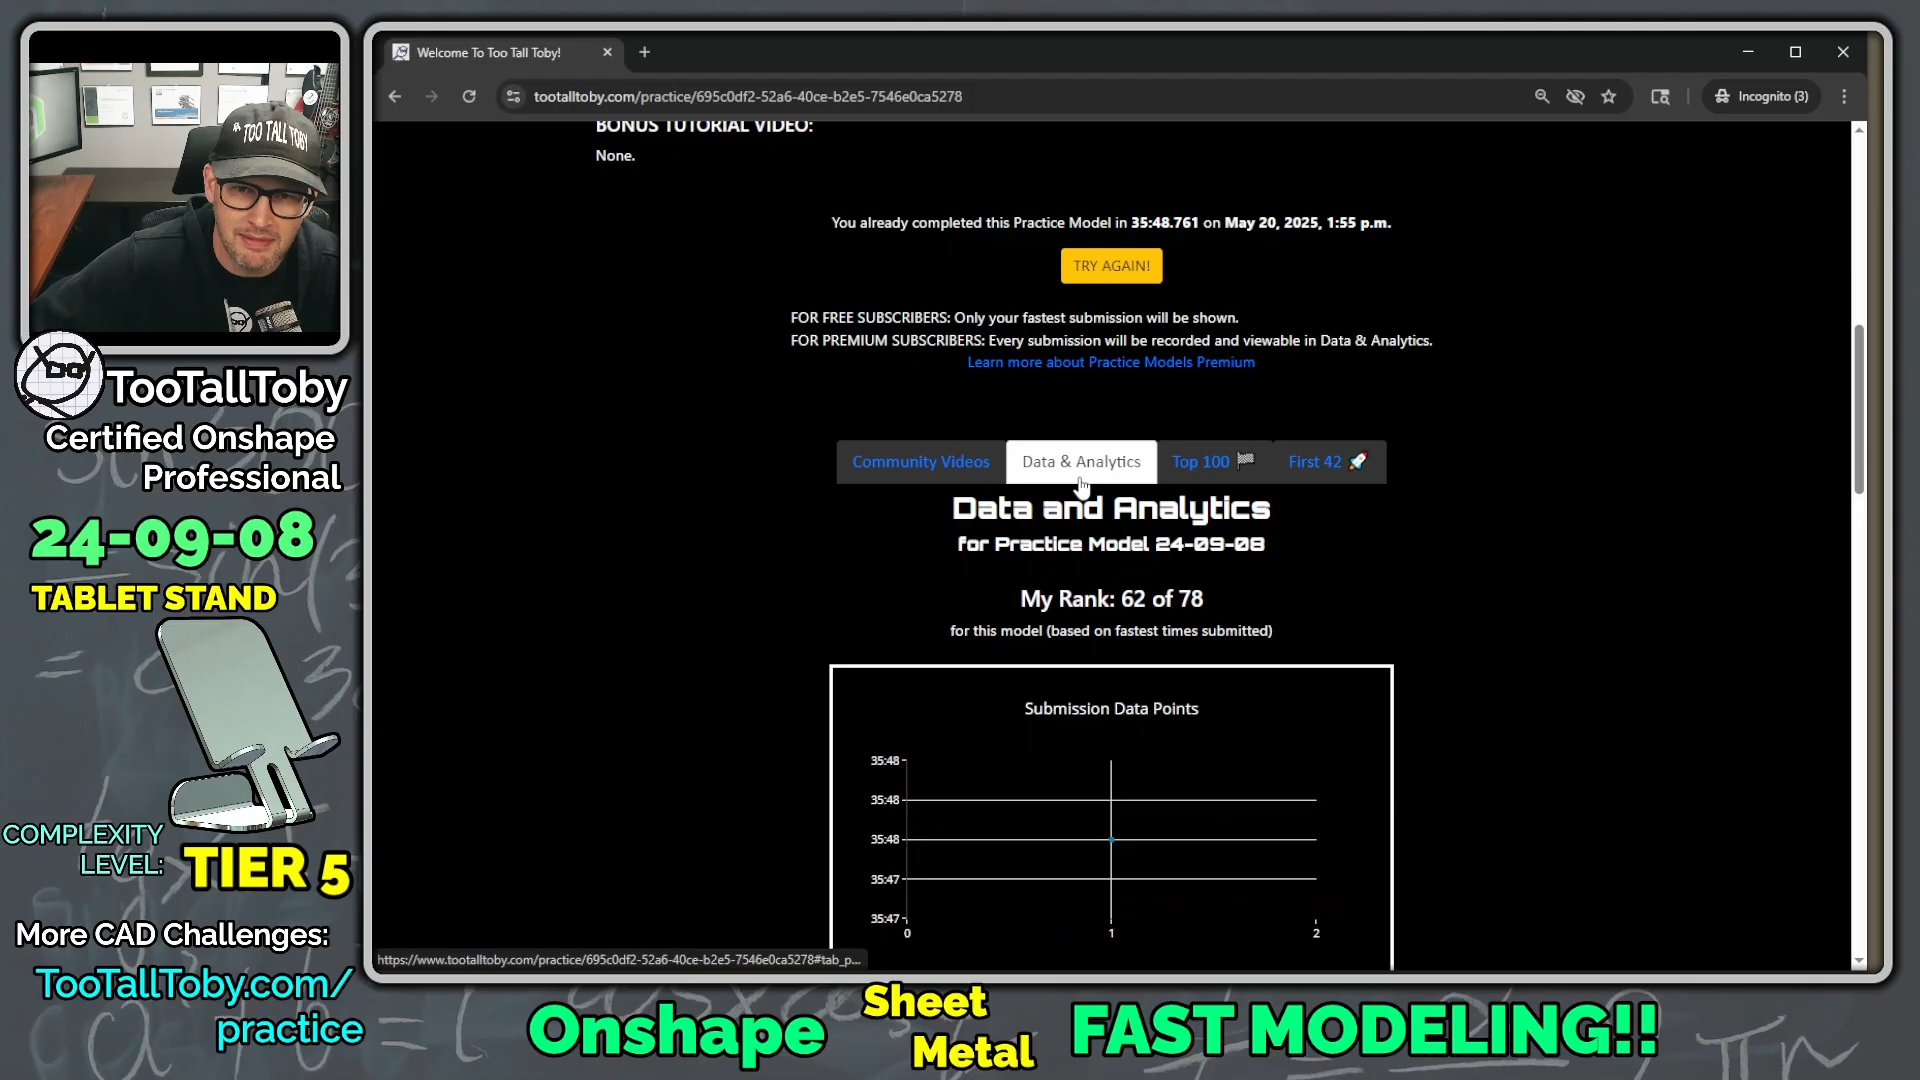 TOO TALL TOBY
TooTallToby
Certified Onshape
Professional
24-09-08
TABLET STAND
COMPLEXITY
LEVEL:
TIER 5
More CAD Challenges:
TooTallToby.com/
practice
Welcome To Too Tall Toby!
tootalltoby.com/practice/695c0df2-52a6-40ce-b2e5-7546e0ca5278
Incognito (3)
BONUS TUTORIAL VIDEO:
None.
You already completed this Practice Model in 35:48.761 on May 20, 2025, 1:55 p.m.
TRY AGAIN!
FOR FREE SUBSCRIBERS: Only your fastest submission will be shown.
FOR PREMIUM SUBSCRIBERS: Every submission will be recorded and viewable in Data & Analytics.
Learn more about Practice Models Premium
Community Videos
Data & Analytics
Top 100
First 42
Data and Analytics
for Practice Model 24-09-08
My Rank: 62 of 78
for this model (based on fastest times submitted)
Submission Data Points
35:48
35:48
35:48
35:47
35:47
0
1
2
https://www.tootalltoby.com/practice/695c0df2-52a6-40ce-b2e5-7546e0ca5278#tab_p...
Onshape
Sheet
Metal
FAST MODELING!!